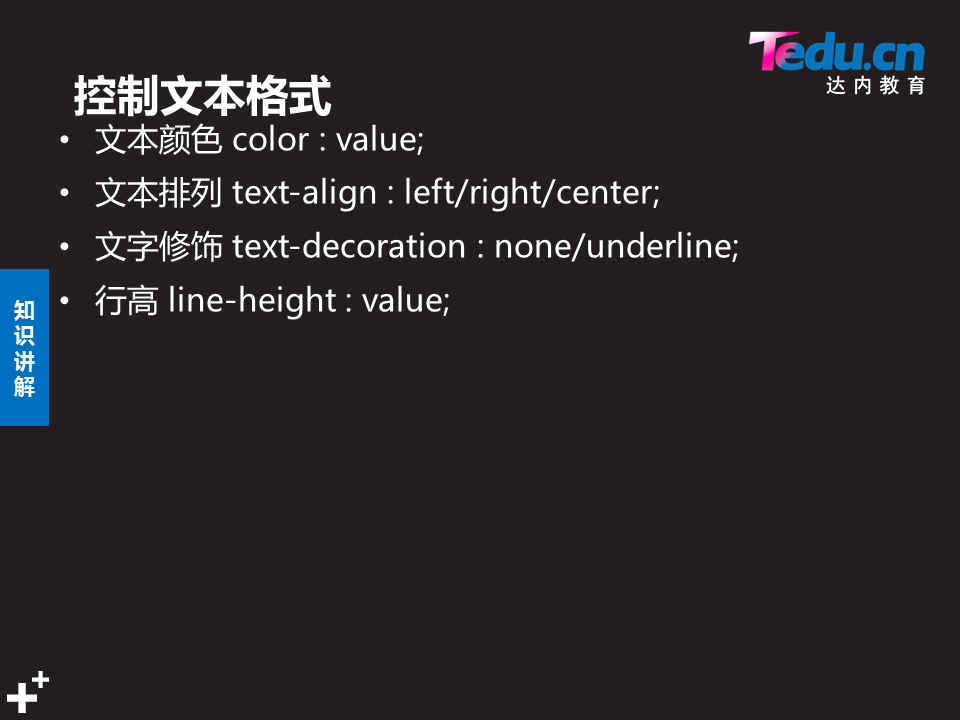 Tedu.cn
达内教育
控制文本格式
• 文本颜色 color : value;
• 文本排列 text-align : left/right/center;
• 文字修饰 text-decoration : none/underline;
• 行高 line-height : value;
知
识
讲
解